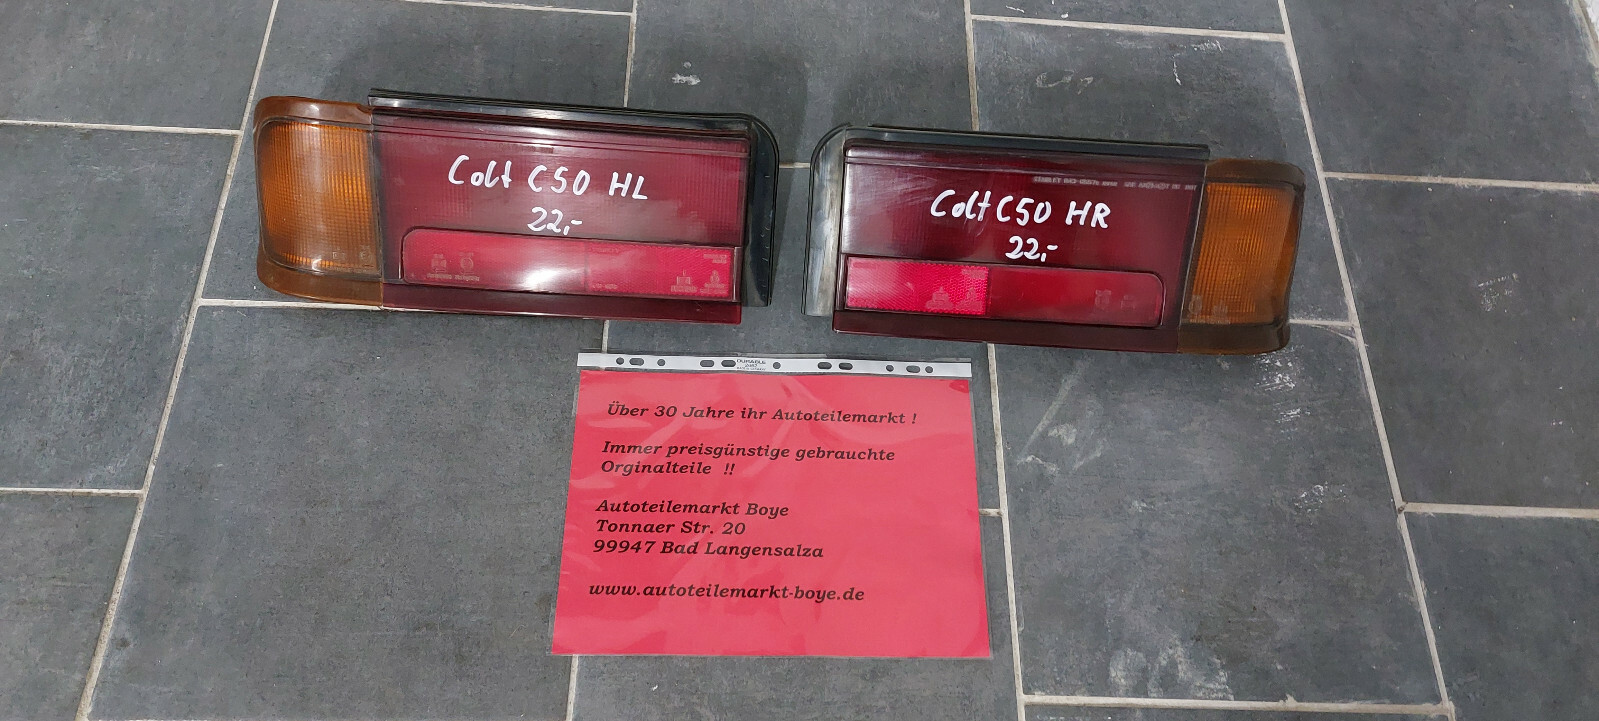 Colt C50 HL
22,-
Colt C50 HR
22,-
DURABLE
Über 30 Jahre ihr Autoteilemarkt !
Immer preisgünstige gebrauchte
Orginalteile !!
Autoteilemarkt Boye
Tonnaer Str. 20
99947 Bad Langensalza
www.autoteilemarkt-boye.de